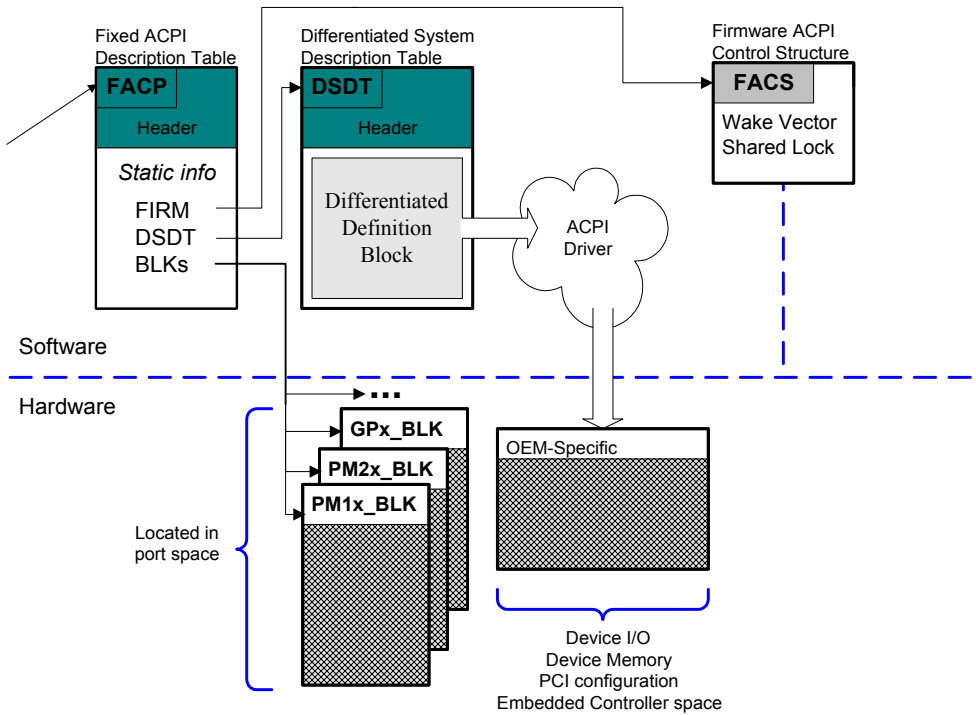 Fixed ACPI
Description Table
FACP
Header
Static info
FIRM
DSDT
BLKs
Differentiated System
Description Table
DSDT
Header
Differentiated
Definition
Block
ACPI
Driver
Firmware ACPI
Control Structure
FACS
Wake Vector
Shared Lock
Software
Hardware
...
GPx_BLK
PM2x_BLK
PM1x_BLK
Located in
port space
OEM-Specific
Device I/O
Device Memory
PCI configuration
Embedded Controller space